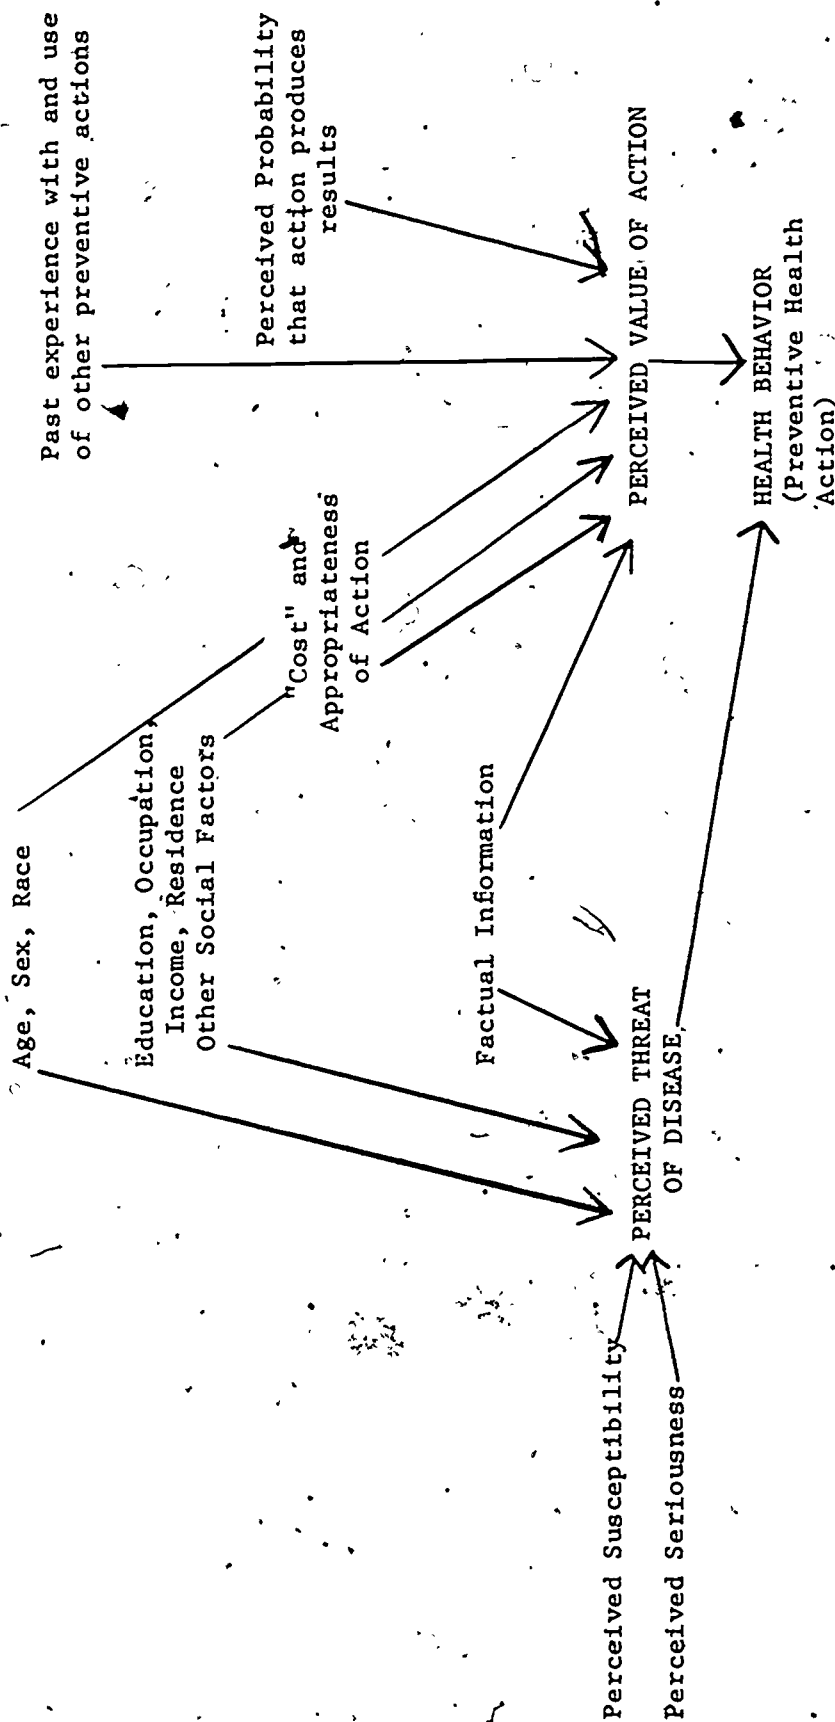 Past experience with and use
of other preventive actions
Age, Sex, Race
Education, Occupation,
Income, Residence
Other Social Factors
Perceived Probability
that action produces
results
"Cost" and
Appropriateness
of Action
Factual Information
Perceived Susceptibility
Perceived Seriousness
PERCEIVED THREAT
OF DISEASE
PERCEIVED VALUE OF ACTION
HEALTH BEHAVIOR
(Preventive Health
Action)